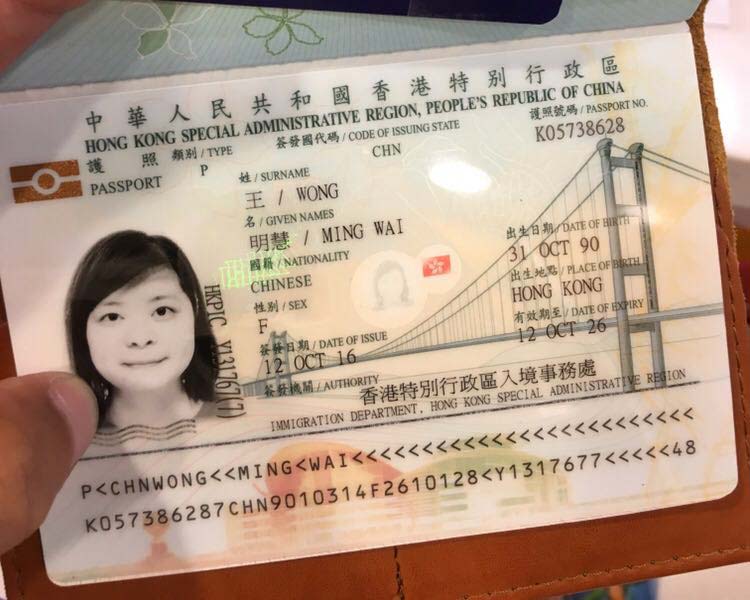 中華人民共和國香港特別行政區
HONG KONG SPECIAL ADMINISTRATIVE REGION, PEOPLE'S REPUBLIC OF CHINA
護照 類別 / TYPE 簽發國代碼 / CODE OF ISSUING STATE 護照號碼 / PASSPORT NO.
PASSPORT P CHN K05738628
姓 / SURNAME
王 / WONG
名 / GIVEN NAMES
明慧 / MING WAI
國籍 / NATIONALITY 出生日期 / DATE OF BIRTH
CHINESE 31 OCT 90
性別 / SEX 出生地點 / PLACE OF BIRTH
F HONG KONG
簽發日期 / DATE OF ISSUE 有效期至 / DATE OF EXPIRY
12 OCT 16 12 OCT 26
簽發機關 / AUTHORITY 香港特別行政區入境事務處
IMMIGRATION DEPARTMENT, HONG KONG SPECIAL ADMINISTRATIVE REGION
HKPIC
P<CHNWONG<<MING<WAI<<<<<<<<<<<<<<<<<<<<<<<<<
K057386287CHN9010314F2610128<Y1317677<<<<<48